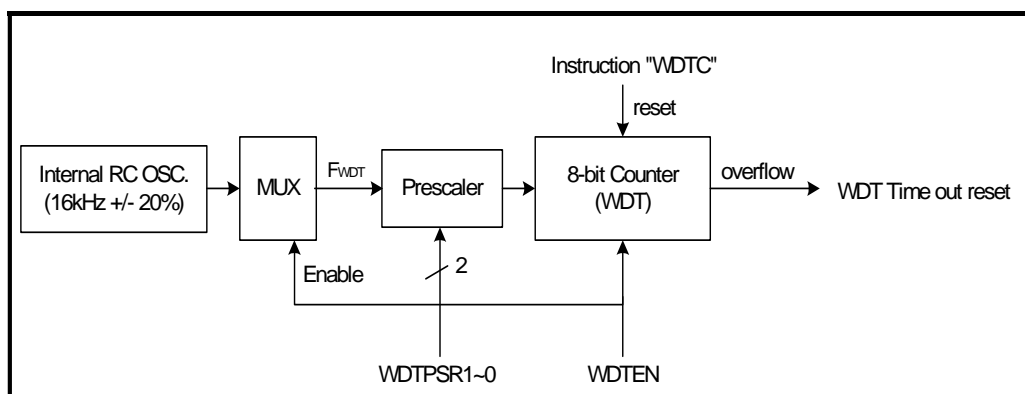 Instruction "WDTC"
reset
Internal RC OSC.
(16kHz +/- 20%)
MUX
FWDT
Prescaler
8-bit Counter
(WDT)
overflow
WDT Time out reset
Enable
2
WDTPSR1~0
WDTEN